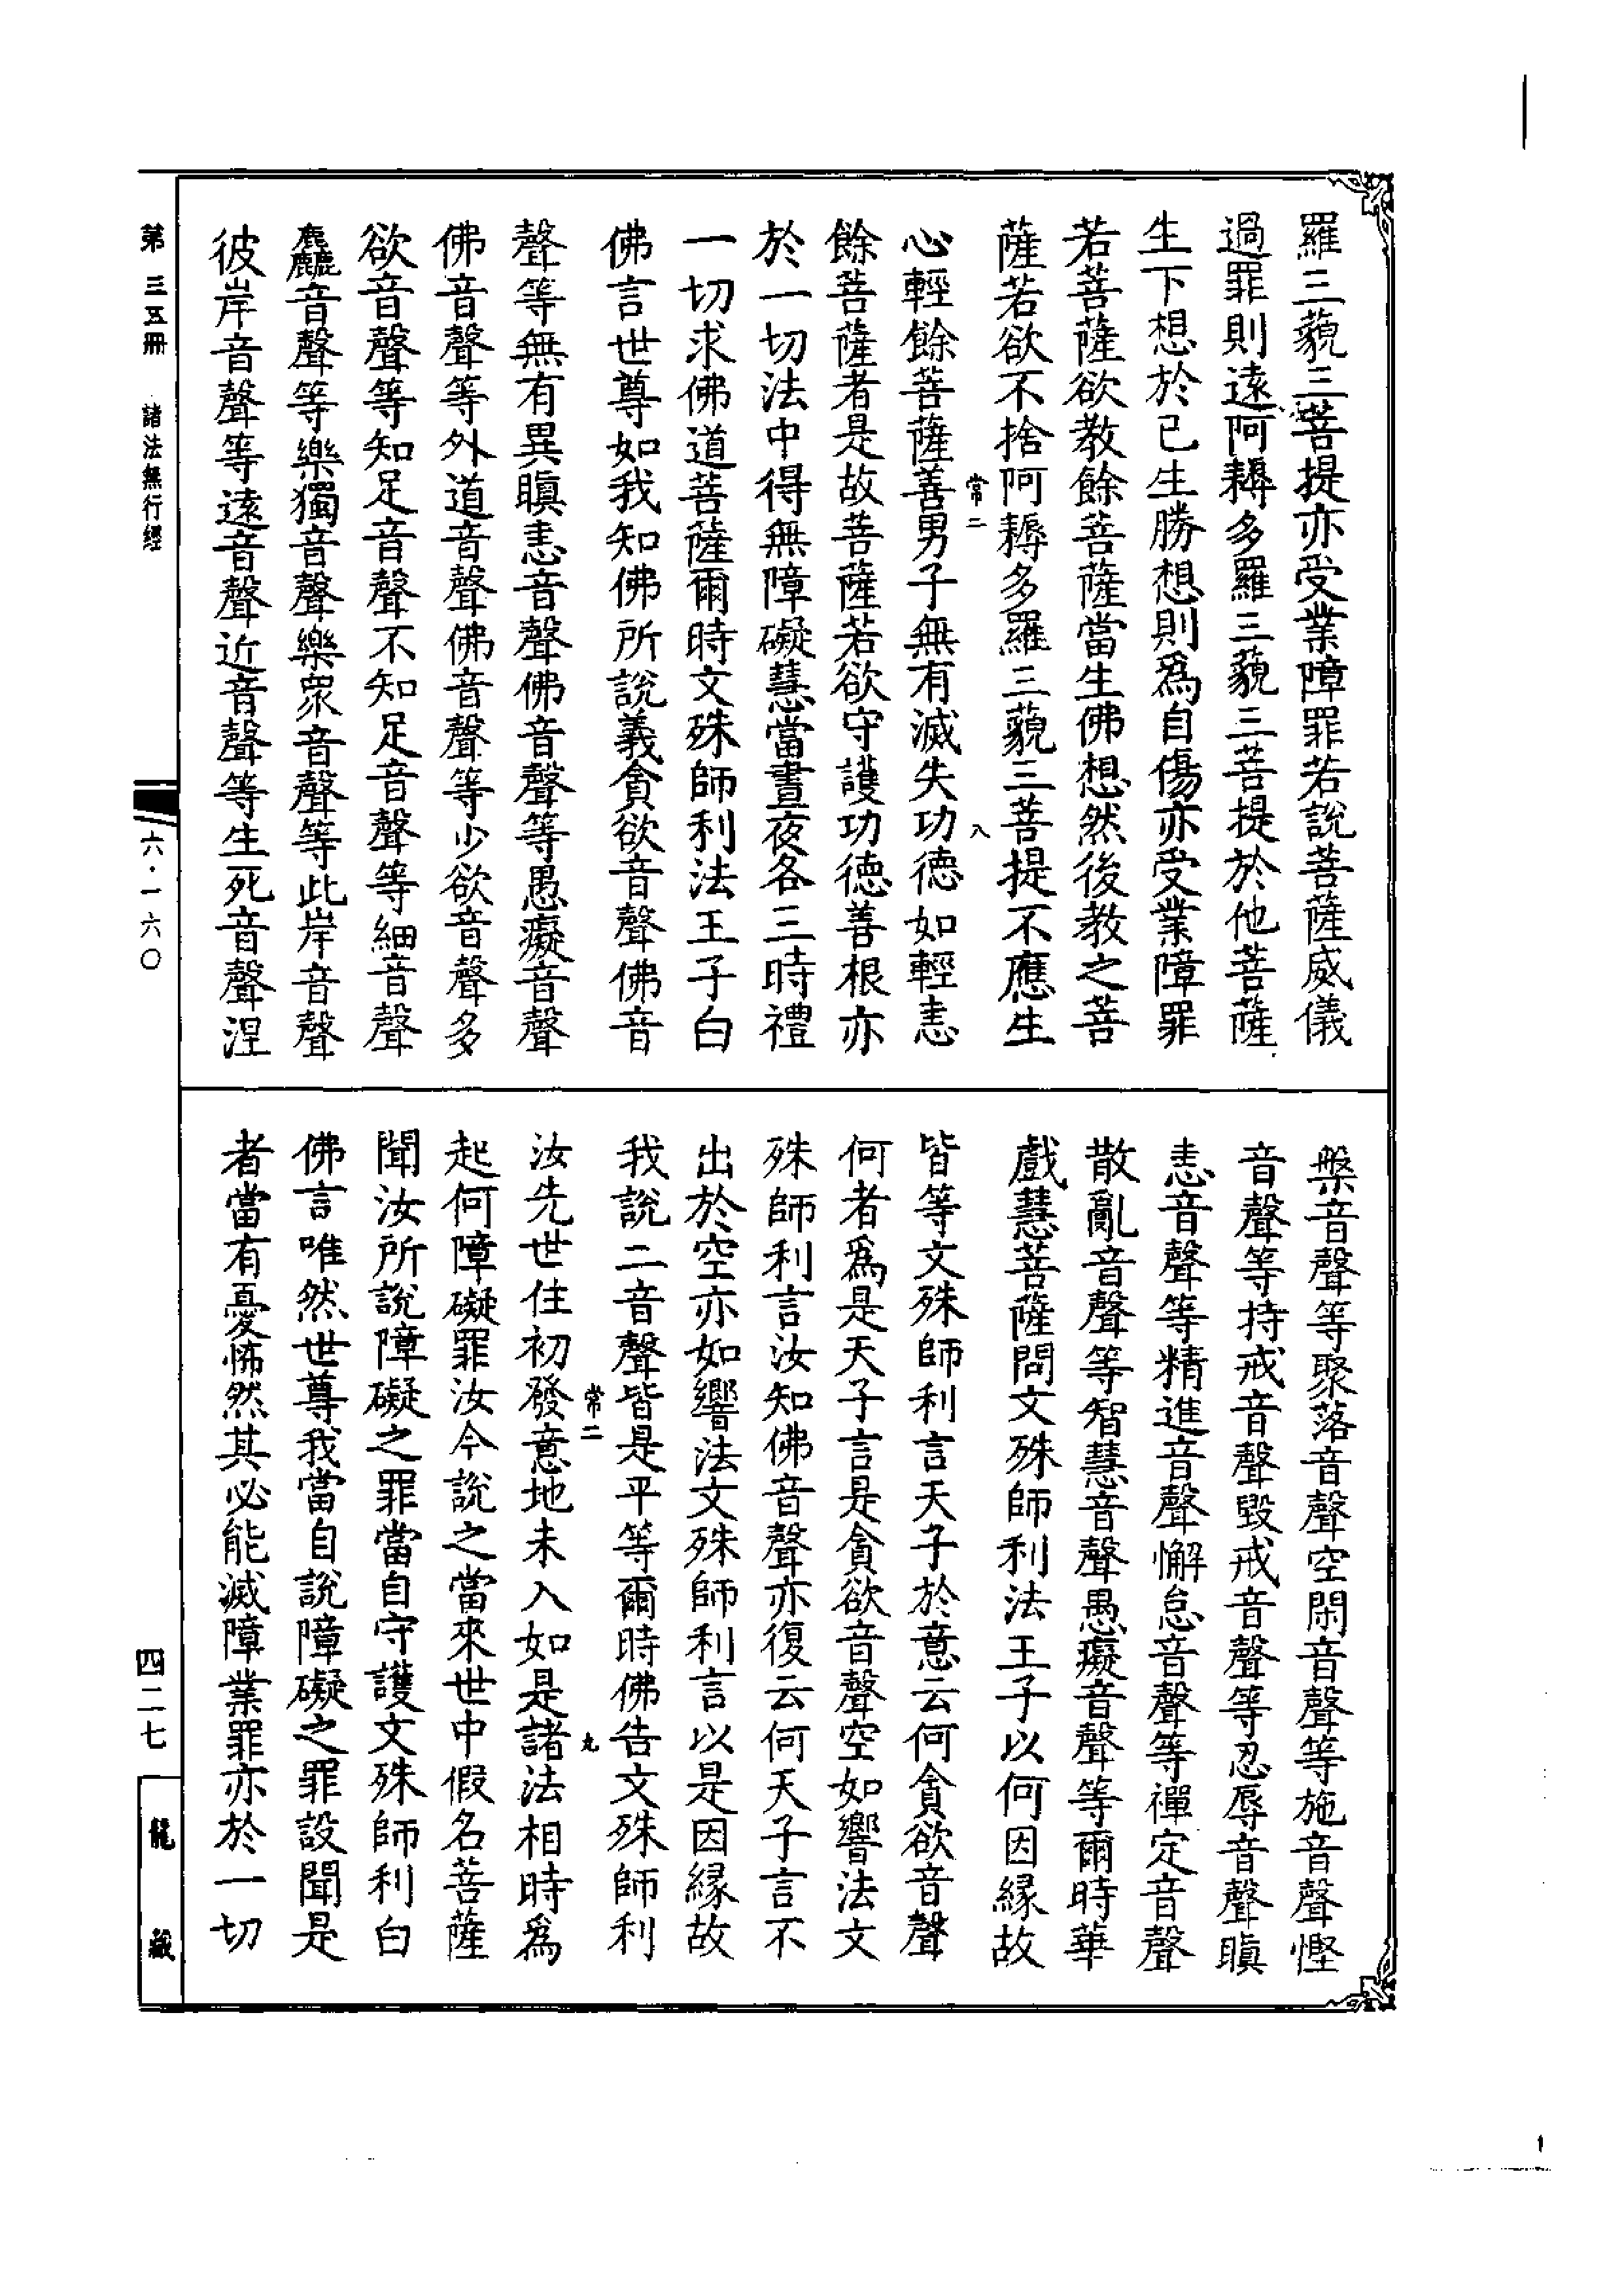 羅三藐三菩提亦受業障罪若說菩薩威儀
過罪則遠阿耨多羅三藐三菩提於他菩薩
生下想於己生勝想則爲自傷亦受業障罪
若菩薩欲教餘菩薩當生佛想然後教之菩
薩若欲不捨阿耨多羅三藐三菩提不應生
常二 八
心輕餘菩薩善男子無有滅失功德如輕恚
餘菩薩者是故菩薩若欲守護功德善根亦
於一切法中得無障礙慧當晝夜各三時禮
一切求佛道菩薩爾時文殊師利法王子白
佛言世尊如我知佛所說義貪欲音聲佛音
聲等無有異瞋恚音聲佛音聲等愚癡音聲
佛音聲等外道音聲佛音聲等少欲音聲多
欲音聲等知足音聲不知足音聲等細音聲
麤音聲等樂獨音聲樂衆音聲等此岸音聲
彼岸音聲等遠音聲近音聲等生死音聲涅
槃音聲等聚落音聲空閑音聲等施音聲慳
音聲等持戒音聲毀戒音聲等忍辱音聲瞋
恚音聲等精進音聲懈怠音聲等禪定音聲
散亂音聲等智慧音聲愚癡音聲等爾時華
戲慧菩薩問文殊師利法王子以何因緣故
皆等文殊師利言天子於意云何貪欲音聲
何者爲是天子言是貪欲音聲空如響法文
殊師利言汝知佛音聲亦復云何天子言不
出於空亦如響法文殊師利言以是因緣故
我說二音聲皆是平等爾時佛告文殊師利
常二 九
汝先世住初發意地未入如是諸法相時爲
起何障礙罪汝今說之當來世中假名菩薩
聞汝所說障礙之罪當自守護文殊師利白
佛言唯然世尊我當自說障礙之罪設聞是
者當有憂怖然其必能滅障業罪亦於一切
第三五冊 諸法無行經
六·一六〇
四二七
龍藏